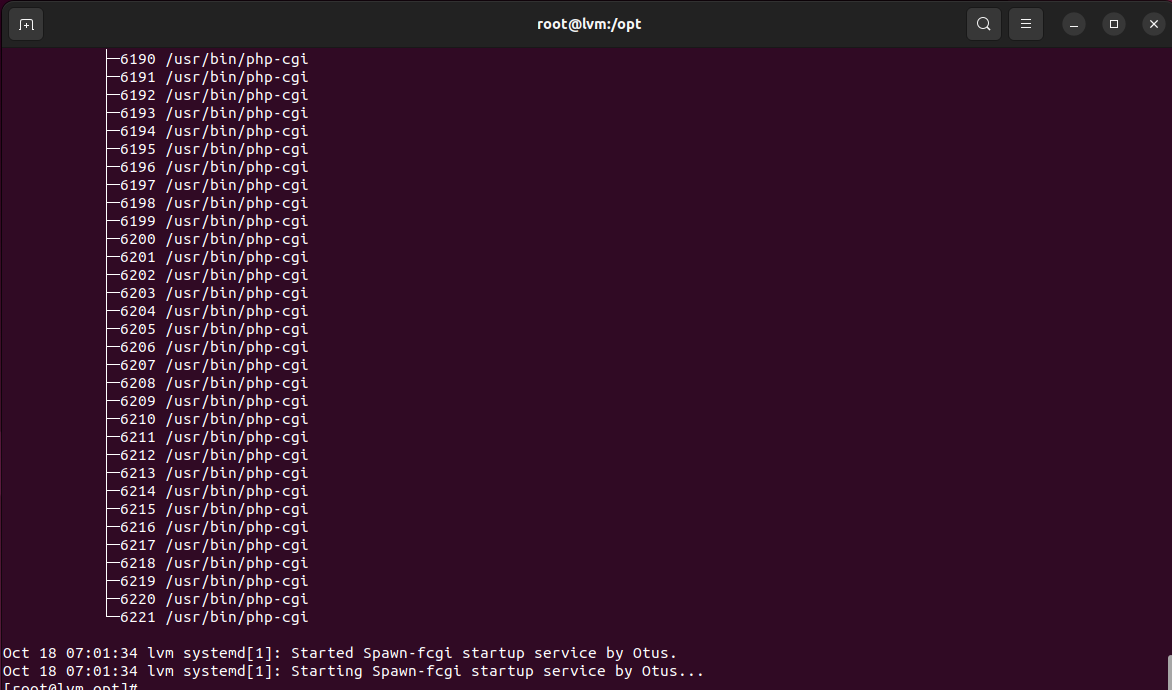 root@lvm:/opt
├─6190 /usr/bin/php-cgi
├─6191 /usr/bin/php-cgi
├─6192 /usr/bin/php-cgi
├─6193 /usr/bin/php-cgi
├─6194 /usr/bin/php-cgi
├─6195 /usr/bin/php-cgi
├─6196 /usr/bin/php-cgi
├─6197 /usr/bin/php-cgi
├─6198 /usr/bin/php-cgi
├─6199 /usr/bin/php-cgi
├─6200 /usr/bin/php-cgi
├─6201 /usr/bin/php-cgi
├─6202 /usr/bin/php-cgi
├─6203 /usr/bin/php-cgi
├─6204 /usr/bin/php-cgi
├─6205 /usr/bin/php-cgi
├─6206 /usr/bin/php-cgi
├─6207 /usr/bin/php-cgi
├─6208 /usr/bin/php-cgi
├─6209 /usr/bin/php-cgi
├─6210 /usr/bin/php-cgi
├─6211 /usr/bin/php-cgi
├─6212 /usr/bin/php-cgi
├─6213 /usr/bin/php-cgi
├─6214 /usr/bin/php-cgi
├─6215 /usr/bin/php-cgi
├─6216 /usr/bin/php-cgi
├─6217 /usr/bin/php-cgi
├─6218 /usr/bin/php-cgi
├─6219 /usr/bin/php-cgi
├─6220 /usr/bin/php-cgi
└─6221 /usr/bin/php-cgi
Oct 18 07:01:34 lvm systemd[1]: Started Spawn-fcgi startup service by Otus.
Oct 18 07:01:34 lvm systemd[1]: Starting Spawn-fcgi startup service by Otus...
[root@lvm opt]#